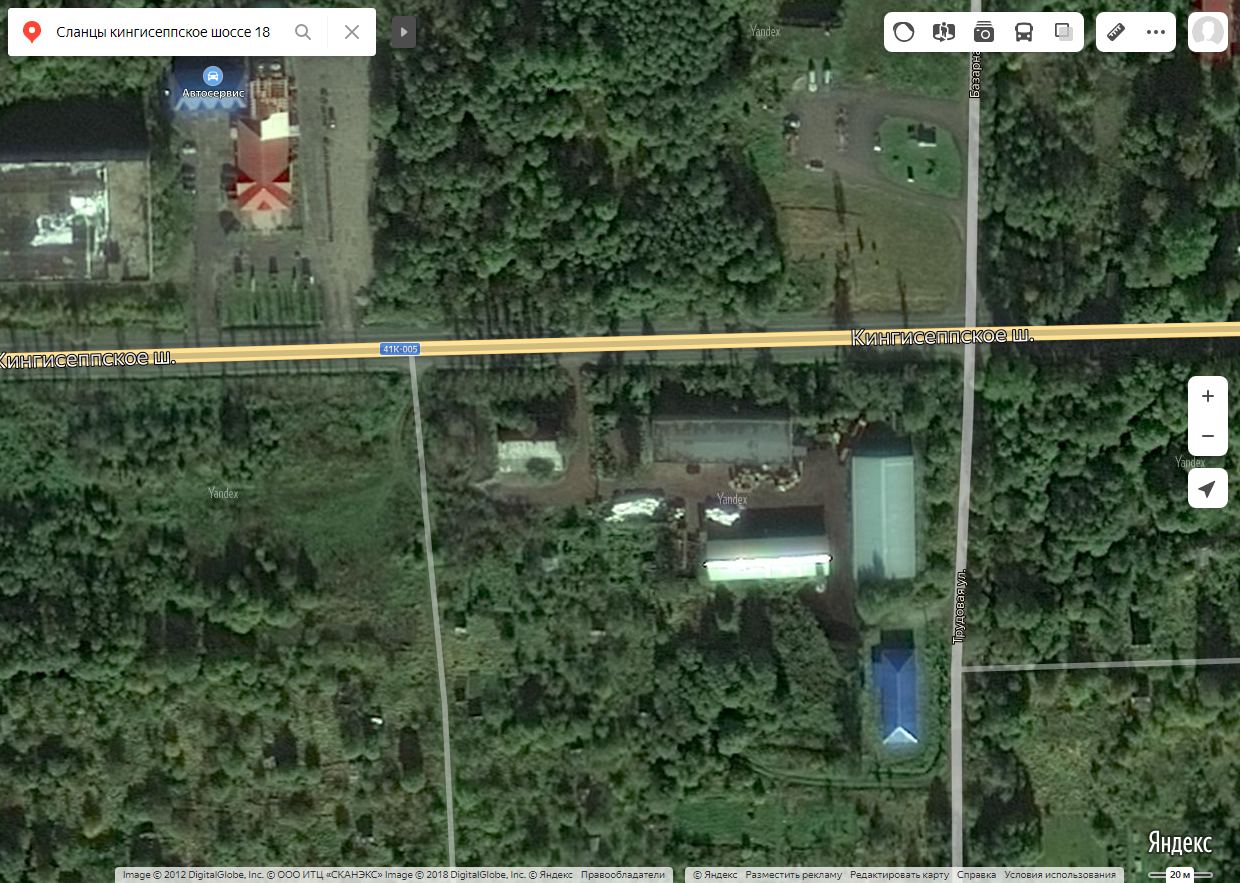 Сланцы кингисеппское шоссе 18
Yandex
Автосервис
Базарна
Кингисеппское ш.
41К-005
Кингисеппское ш.
Yandex
Yandex
Yandex
Трудовая ул.
Яндекс
Image © 2012 DigitalGlobe, Inc. © ООО ИТЦ «СКАНЭКС» Image © 2018 DigitalGlobe, Inc. © Яндекс Правообладатели
© Яндекс Разместить рекламу Редактировать карту Справка Условия использования
20 м